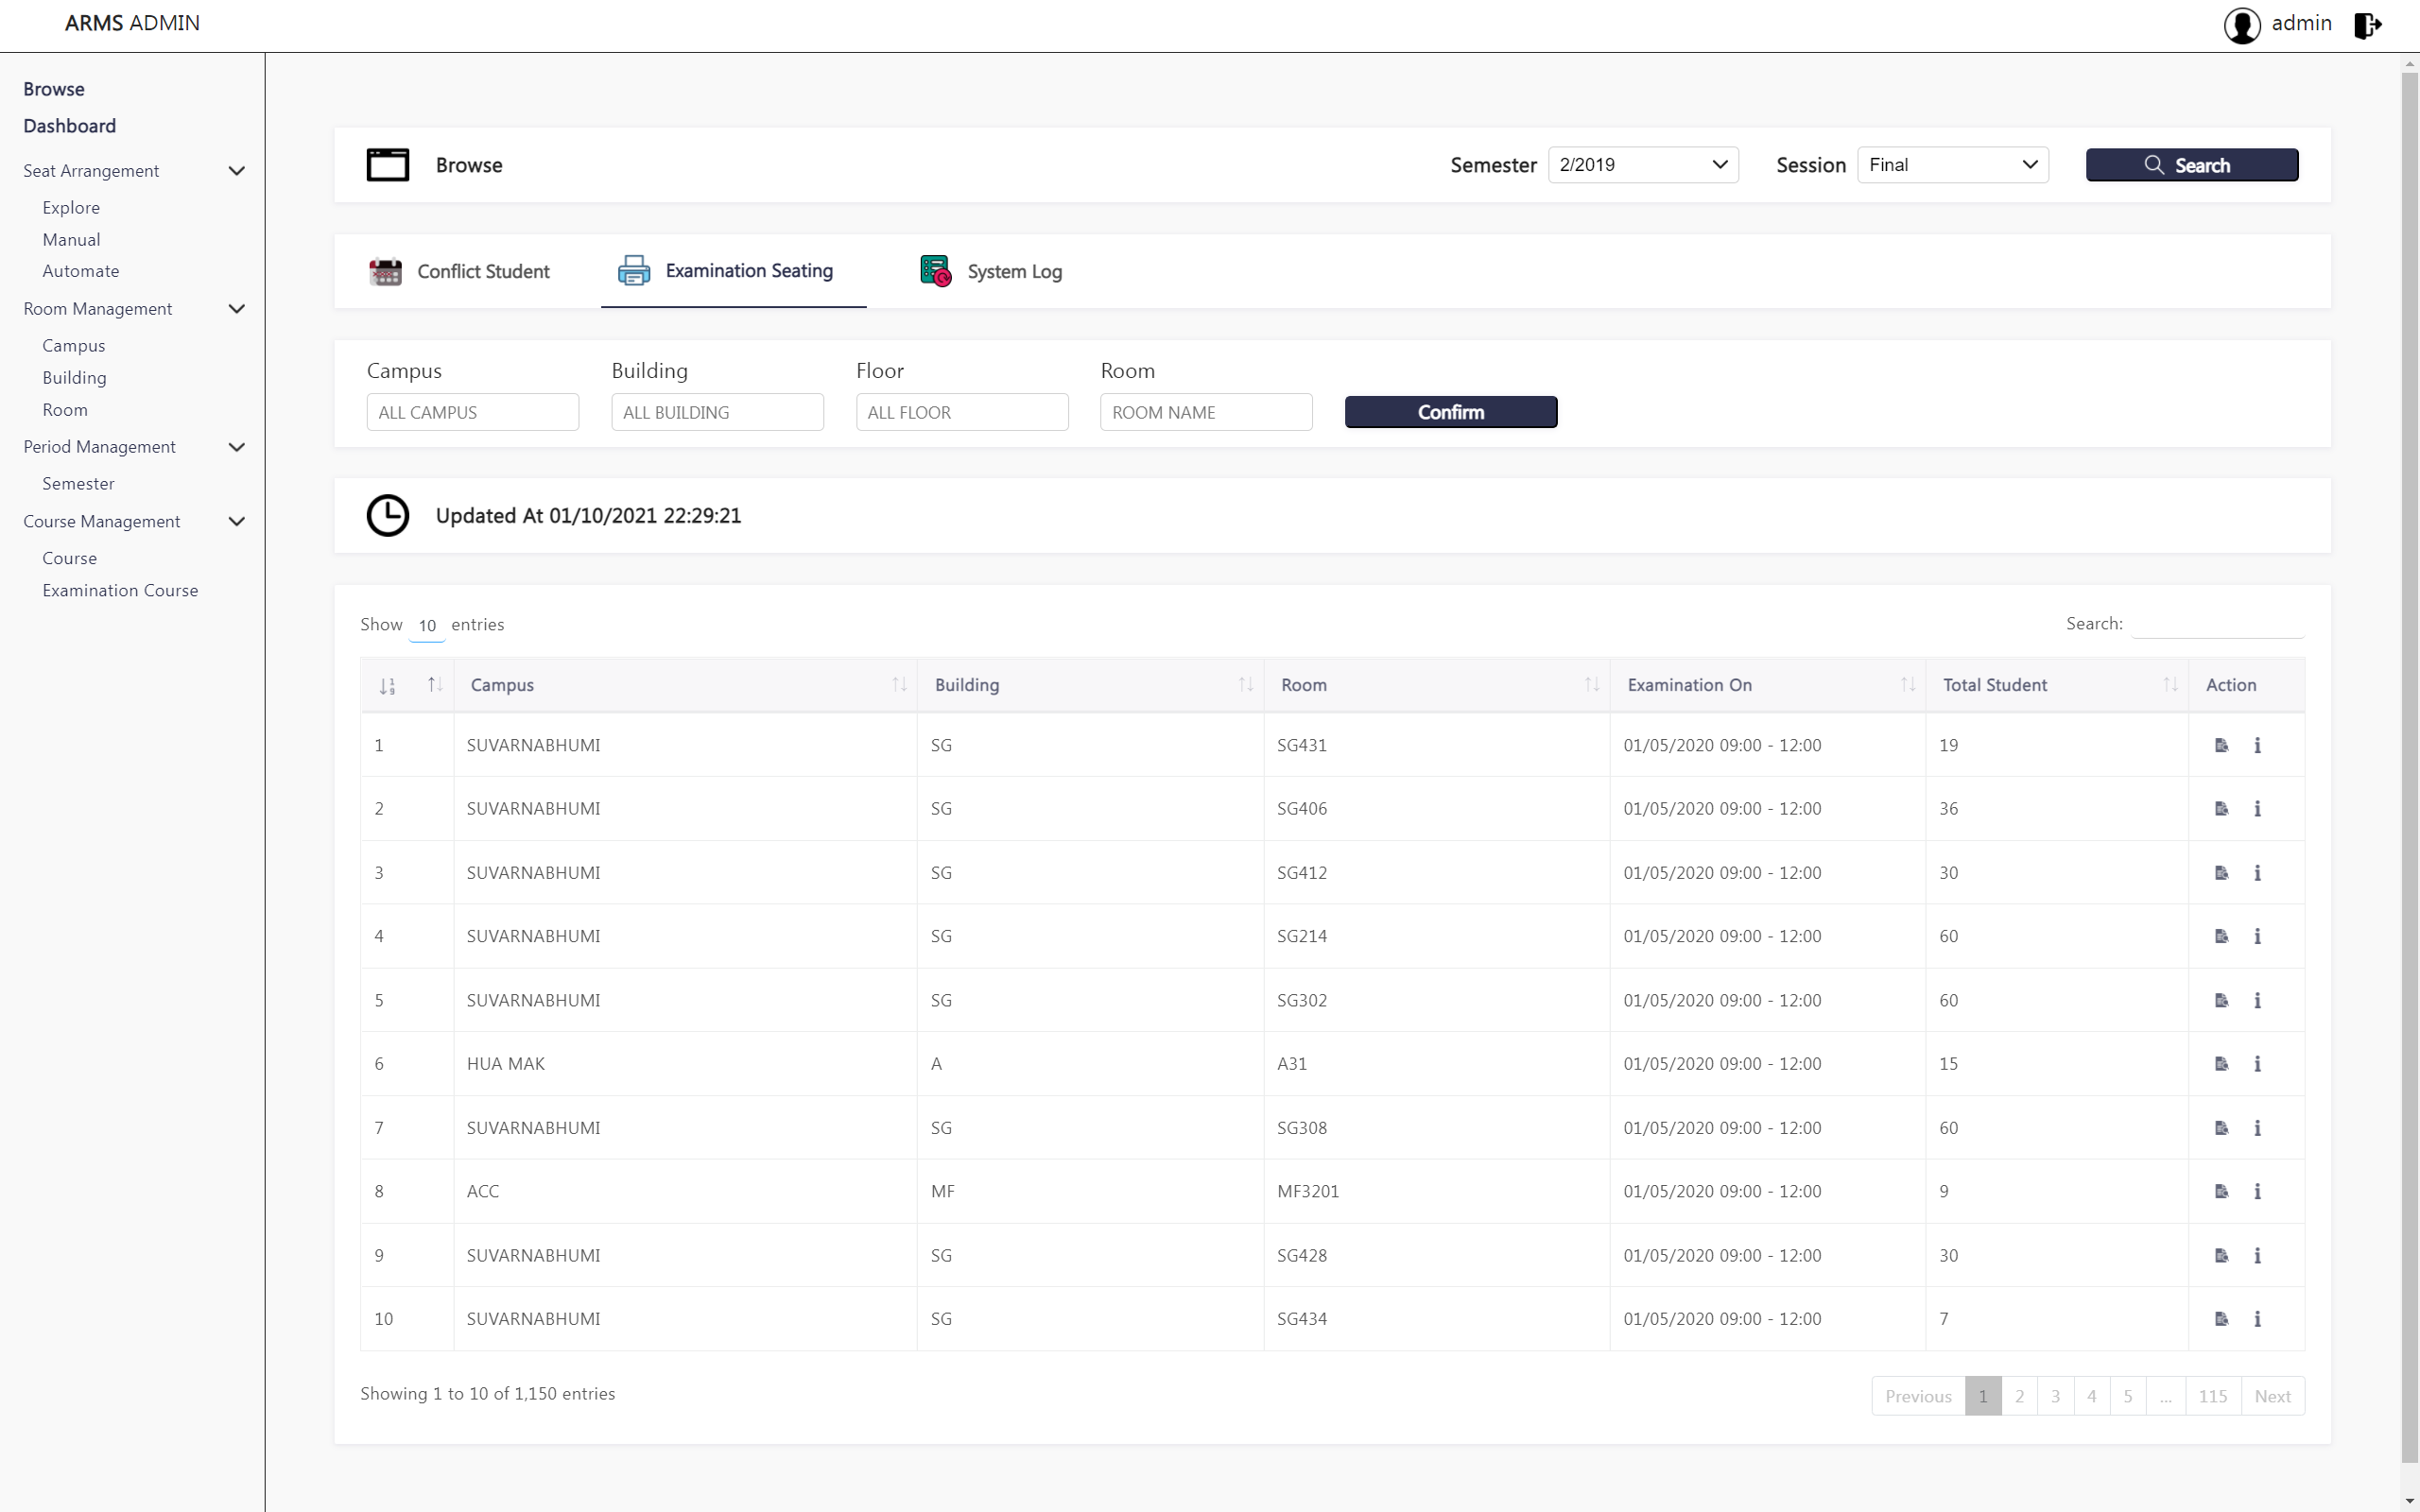 ARMS ADMIN
admin
Browse
Dashboard
Seat Arrangement
Explore
Manual
Automate
Room Management
Campus
Building
Room
Period Management
Semester
Course Management
Course
Examination Course
Browse
Semester 2/2019 Session Final Search
Conflict Student Examination Seating System Log
Campus Building Floor Room
ALL CAMPUS ALL BUILDING ALL FLOOR ROOM NAME Confirm
Updated At 01/10/2021 22:29:21
Show 10 entries Search:
Campus Building Room Examination On Total Student Action
1 SUVARNABHUMI SG SG431 01/05/2020 09:00 - 12:00 19
2 SUVARNABHUMI SG SG406 01/05/2020 09:00 - 12:00 36
3 SUVARNABHUMI SG SG412 01/05/2020 09:00 - 12:00 30
4 SUVARNABHUMI SG SG214 01/05/2020 09:00 - 12:00 60
5 SUVARNABHUMI SG SG302 01/05/2020 09:00 - 12:00 60
6 HUA MAK A A31 01/05/2020 09:00 - 12:00 15
7 SUVARNABHUMI SG SG308 01/05/2020 09:00 - 12:00 60
8 ACC MF MF3201 01/05/2020 09:00 - 12:00 9
9 SUVARNABHUMI SG SG428 01/05/2020 09:00 - 12:00 30
10 SUVARNABHUMI SG SG434 01/05/2020 09:00 - 12:00 7
Showing 1 to 10 of 1,150 entries
Previous 1 2 3 4 5 ... 115 Next